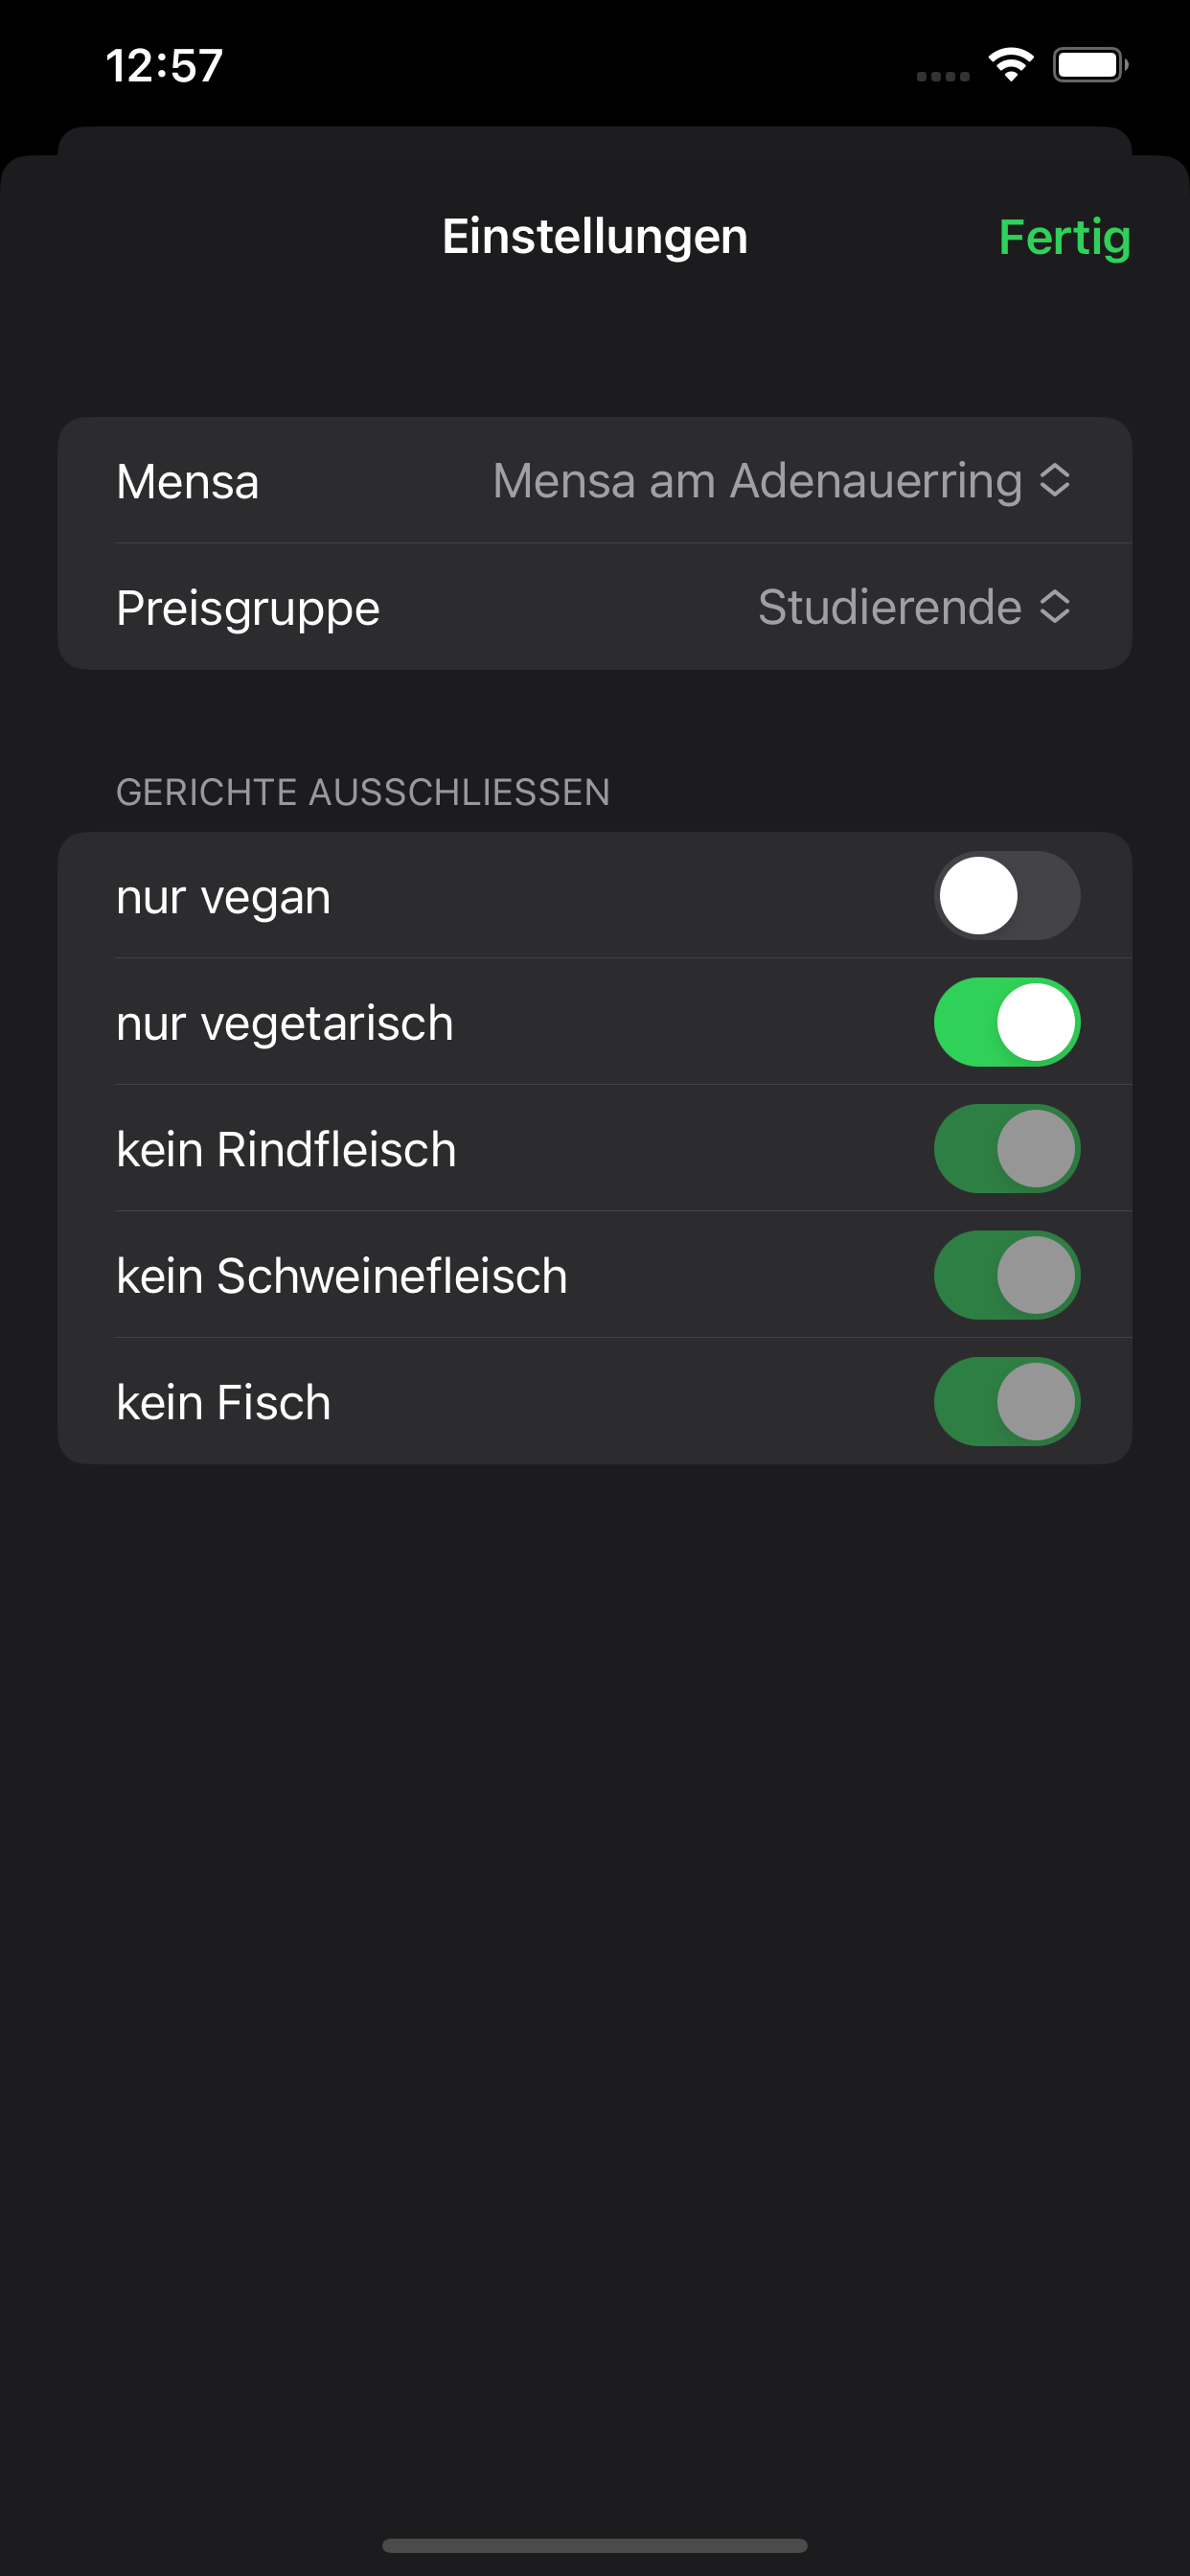 12:57
Einstellungen
Fertig
Mensa
Mensa am Adenauerring
Preisgruppe
Studierende
GERICHTE AUSSCHLIESSEN
nur vegan
nur vegetarisch
kein Rindfleisch
kein Schweinefleisch
kein Fisch